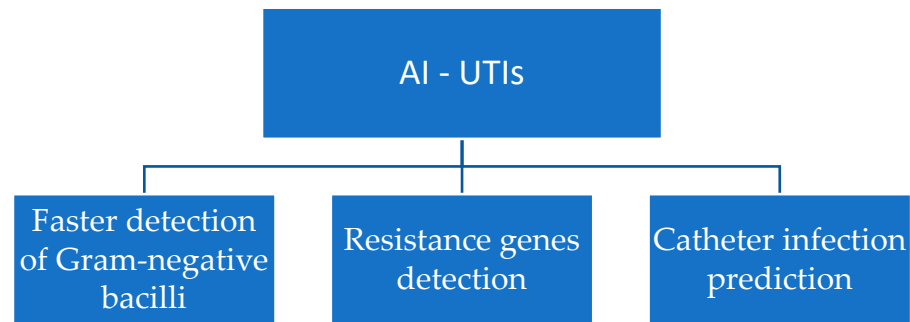 AI - UTIs
Faster detection
of Gram-negative
bacilli
Resistance genes
detection
Catheter infection
prediction